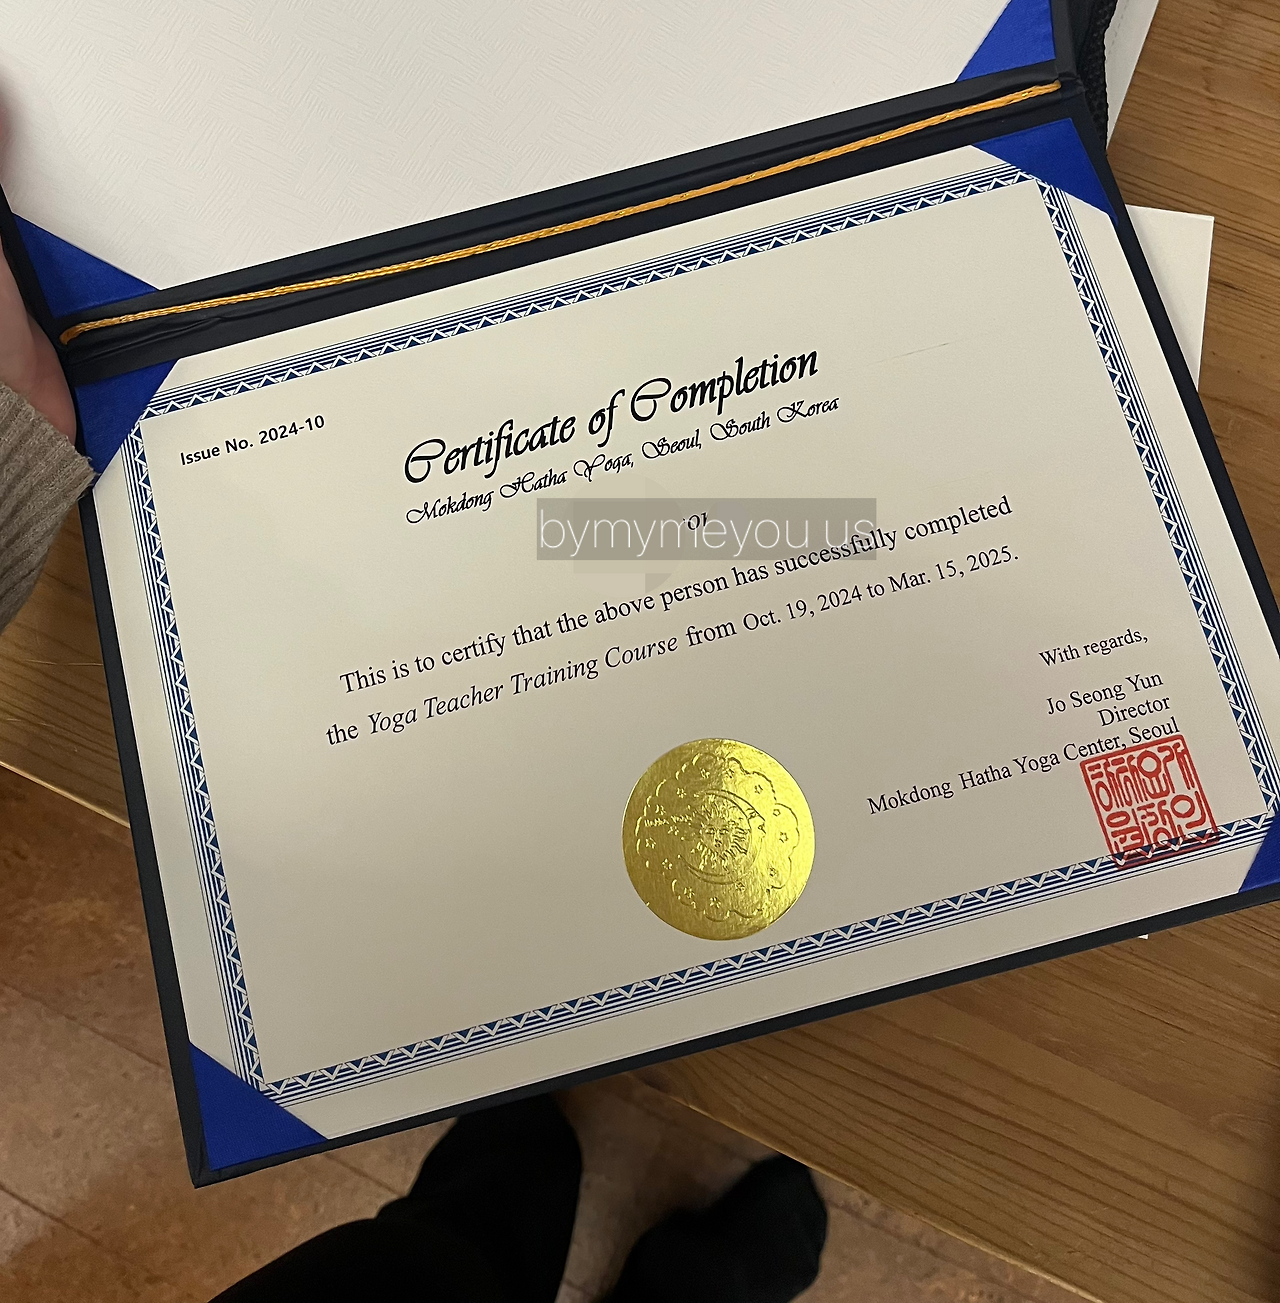 Issue No. 2024-10
Certificate of Completion
Mokdong Hatha Yoga, Seoul, South Korea
bymymeyou us
This is to certify that the above person has successfully completed
the Yoga Teacher Training Course from Oct. 19, 2024 to Mar. 15, 2025.
With regards,
Jo Seong Yun
Director
Mokdong Hatha Yoga Center, Seoul